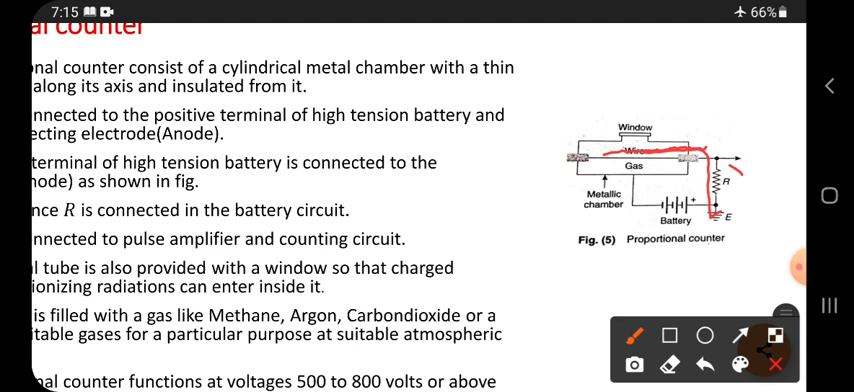 7:15
66%
al counter
onal counter consist of a cylindrical metal chamber with a thin
along its axis and insulated from it.
nnected to the positive terminal of high tension battery and
ecting electrode(Anode).
terminal of high tension battery is connected to the
node) as shown in fig.
nce R is connected in the battery circuit.
nnected to pulse amplifier and counting circuit.
l tube is also provided with a window so that charged
ionizing radiations can enter inside it.
is filled with a gas like Methane, Argon, Carbondioxide or a
itable gases for a particular purpose at suitable atmospheric
nal counter functions at voltages 500 to 800 volts or above
Window
Wire
Gas
R
Metallic
chamber
+
Battery
E
Fig. (5) Proportional counter